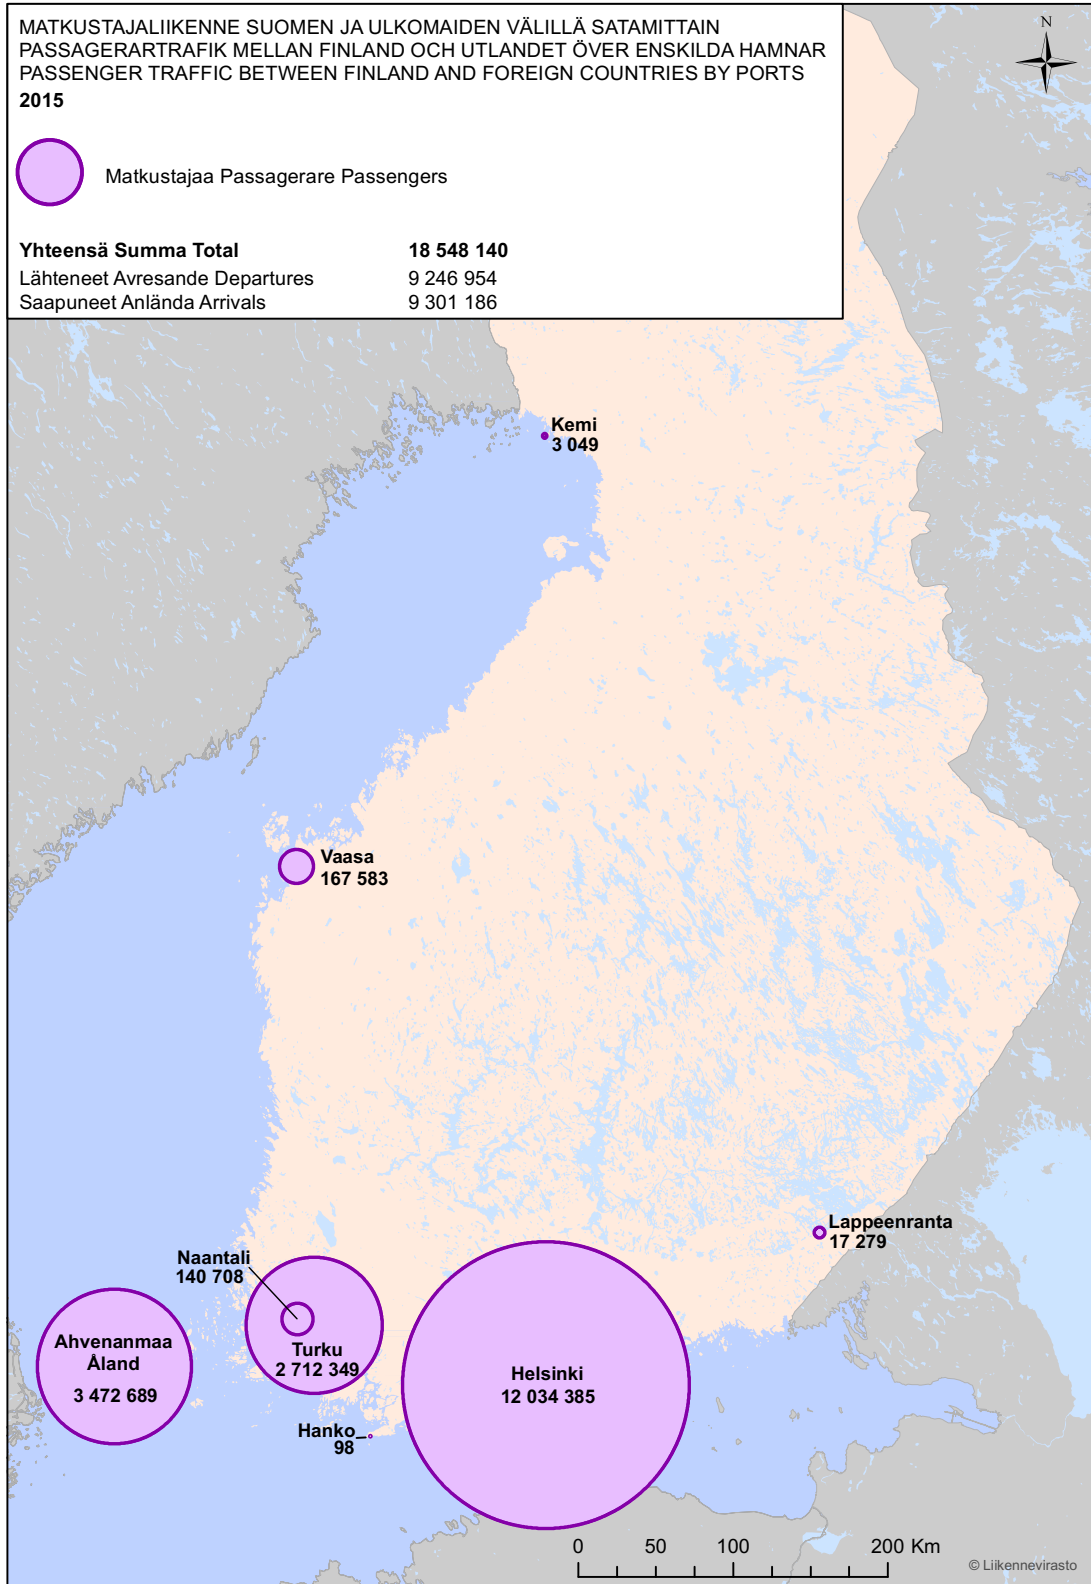 MATKUSTAJALIIKENNE SUOMEN JA ULKOMAIDEN VÄLILLÄ SATAMITTAIN
PASSAGERARTRAFIK MELLAN FINLAND OCH UTLANDET ÖVER ENSKILDA HAMNAR
PASSENGER TRAFFIC BETWEEN FINLAND AND FOREIGN COUNTRIES BY PORTS
2015
N
Matkustajaa Passagerare Passengers
Yhteensä Summa Total 18 548 140
Lähteneet Avresande Departures 9 246 954
Saapuneet Anlända Arrivals 9 301 186
Kemi
3 049
Vaasa
167 583
Lappeenranta
17 279
Naantali
140 708
Ahvenanmaa
Åland
3 472 689
Turku
2 712 349
Helsinki
12 034 385
Hanko
98
0 50 100 200 Km
© Liikennevirasto